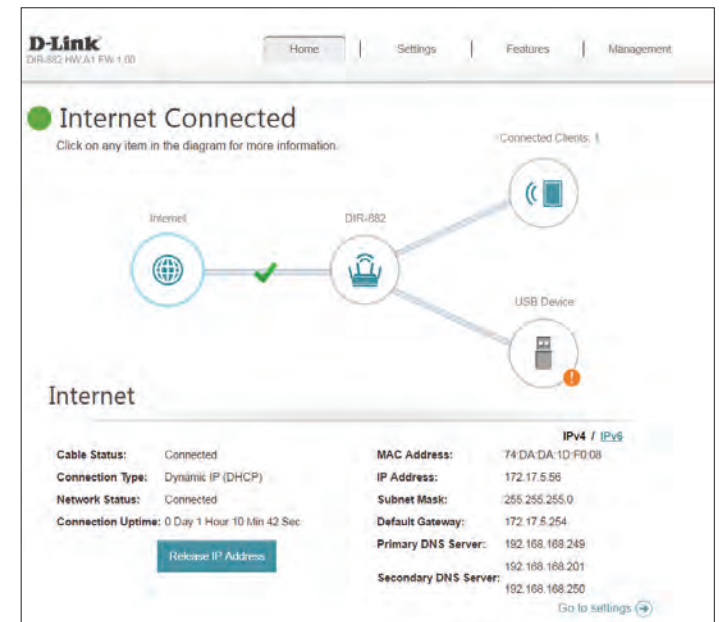 D-Link
DIR-882 HW:A1 FW:1.00
Home | Settings | Features | Management
Internet Connected
Click on any item in the diagram for more information.
Connected Clients: 1
Internet
DIR-882
USB Device
Internet
IPv4 / IPv6
Cable Status: Connected
MAC Address: 74:DA:DA:1D:F0:08
Connection Type: Dynamic IP (DHCP)
IP Address: 172.17.5.56
Network Status: Connected
Subnet Mask: 255.255.255.0
Connection Uptime: 0 Day 1 Hour 10 Min 42 Sec
Default Gateway: 172.17.5.254
Release IP Address
Primary DNS Server: 192.168.168.249
192.168.168.201
Secondary DNS Server:
192.168.168.250
Go to settings